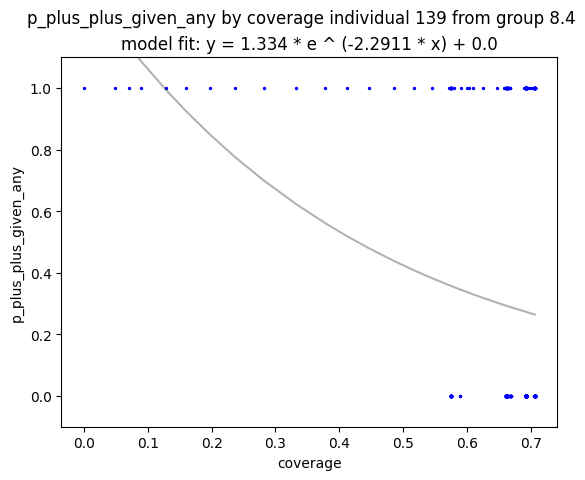 p_plus_plus_given_any by coverage individual 139 from group 8.4
model fit: y = 1.334 * e ^ (-2.2911 * x) + 0.0
1.0
0.8
0.6
0.4
0.2
0.0
p_plus_plus_given_any
0.0 0.1 0.2 0.3 0.4 0.5 0.6 0.7
coverage